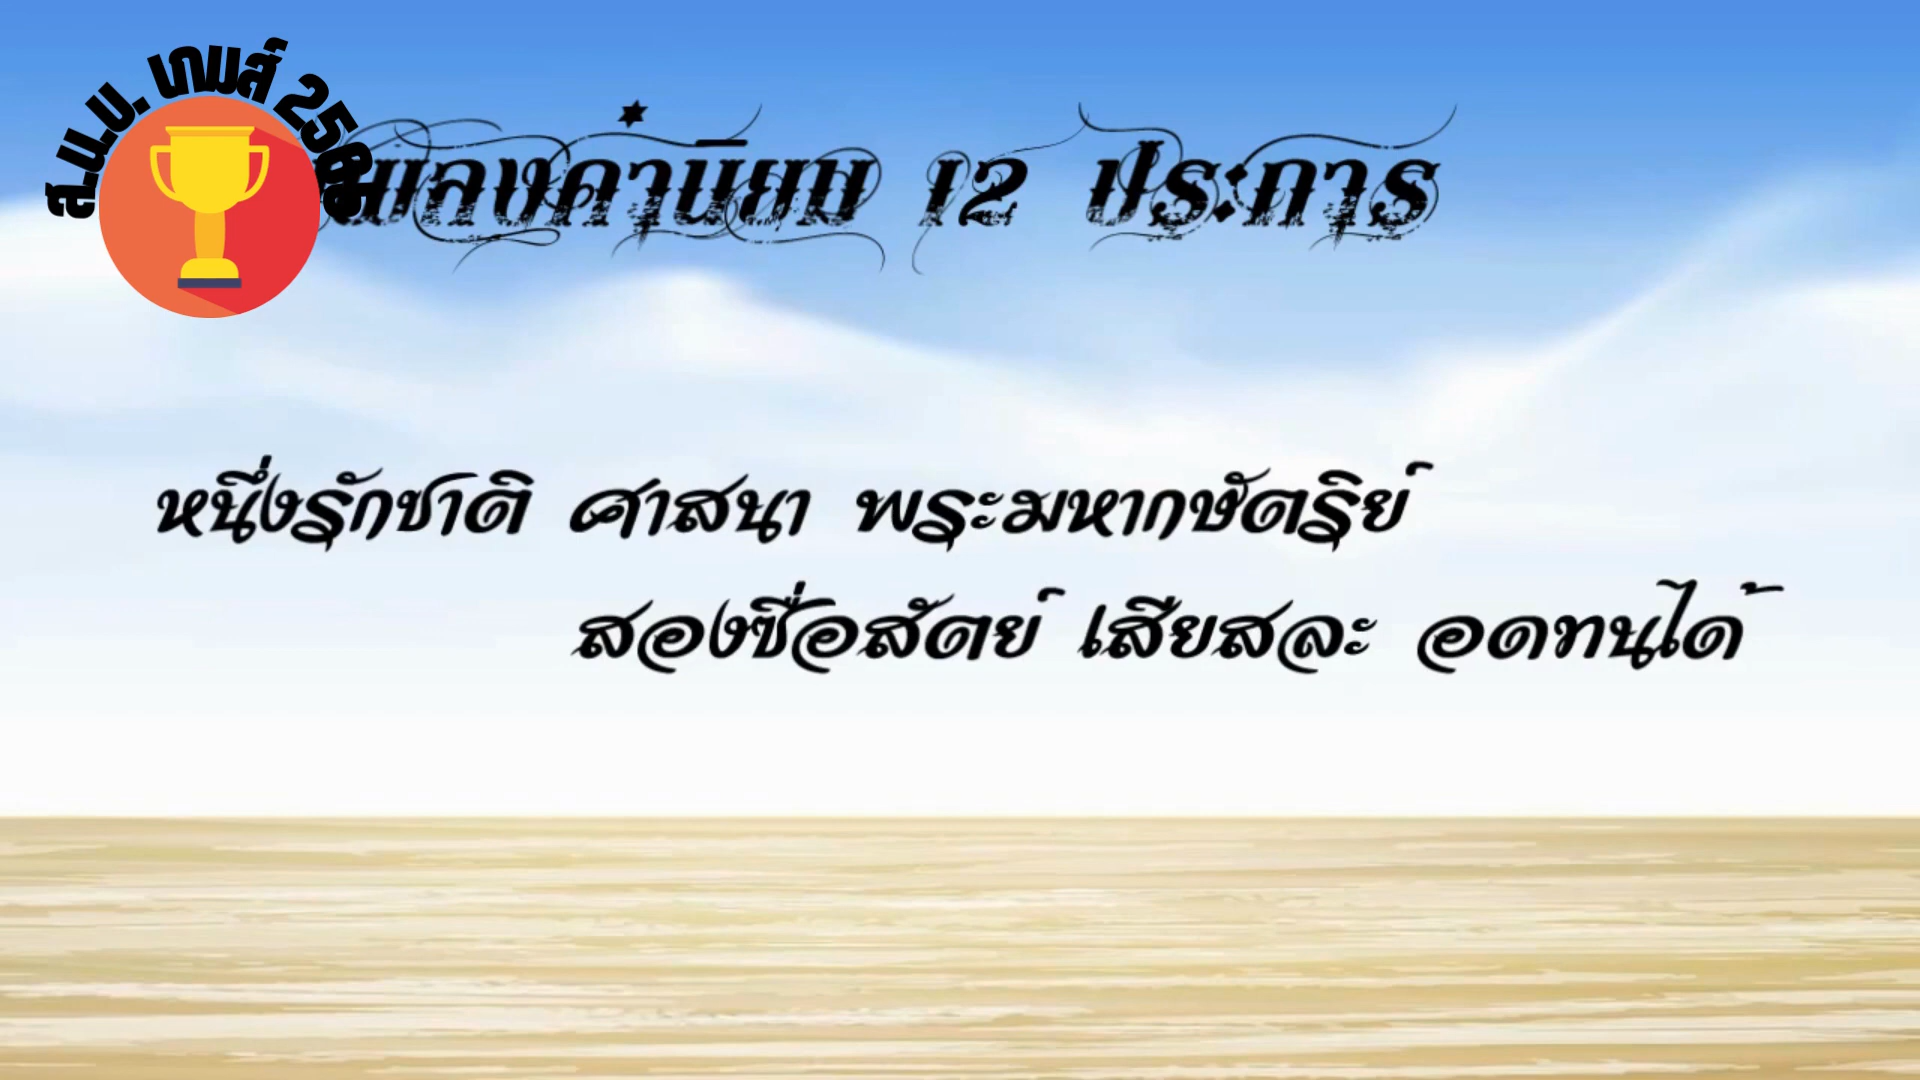 ส.น.บ. เกมส์
เพลงค่านิยม 12 ประการ
หนึ่งรักชาติ ศาสนา พระมหากษัตริย์
สองซื่อสัตย์ เสียสละ อดทนได้